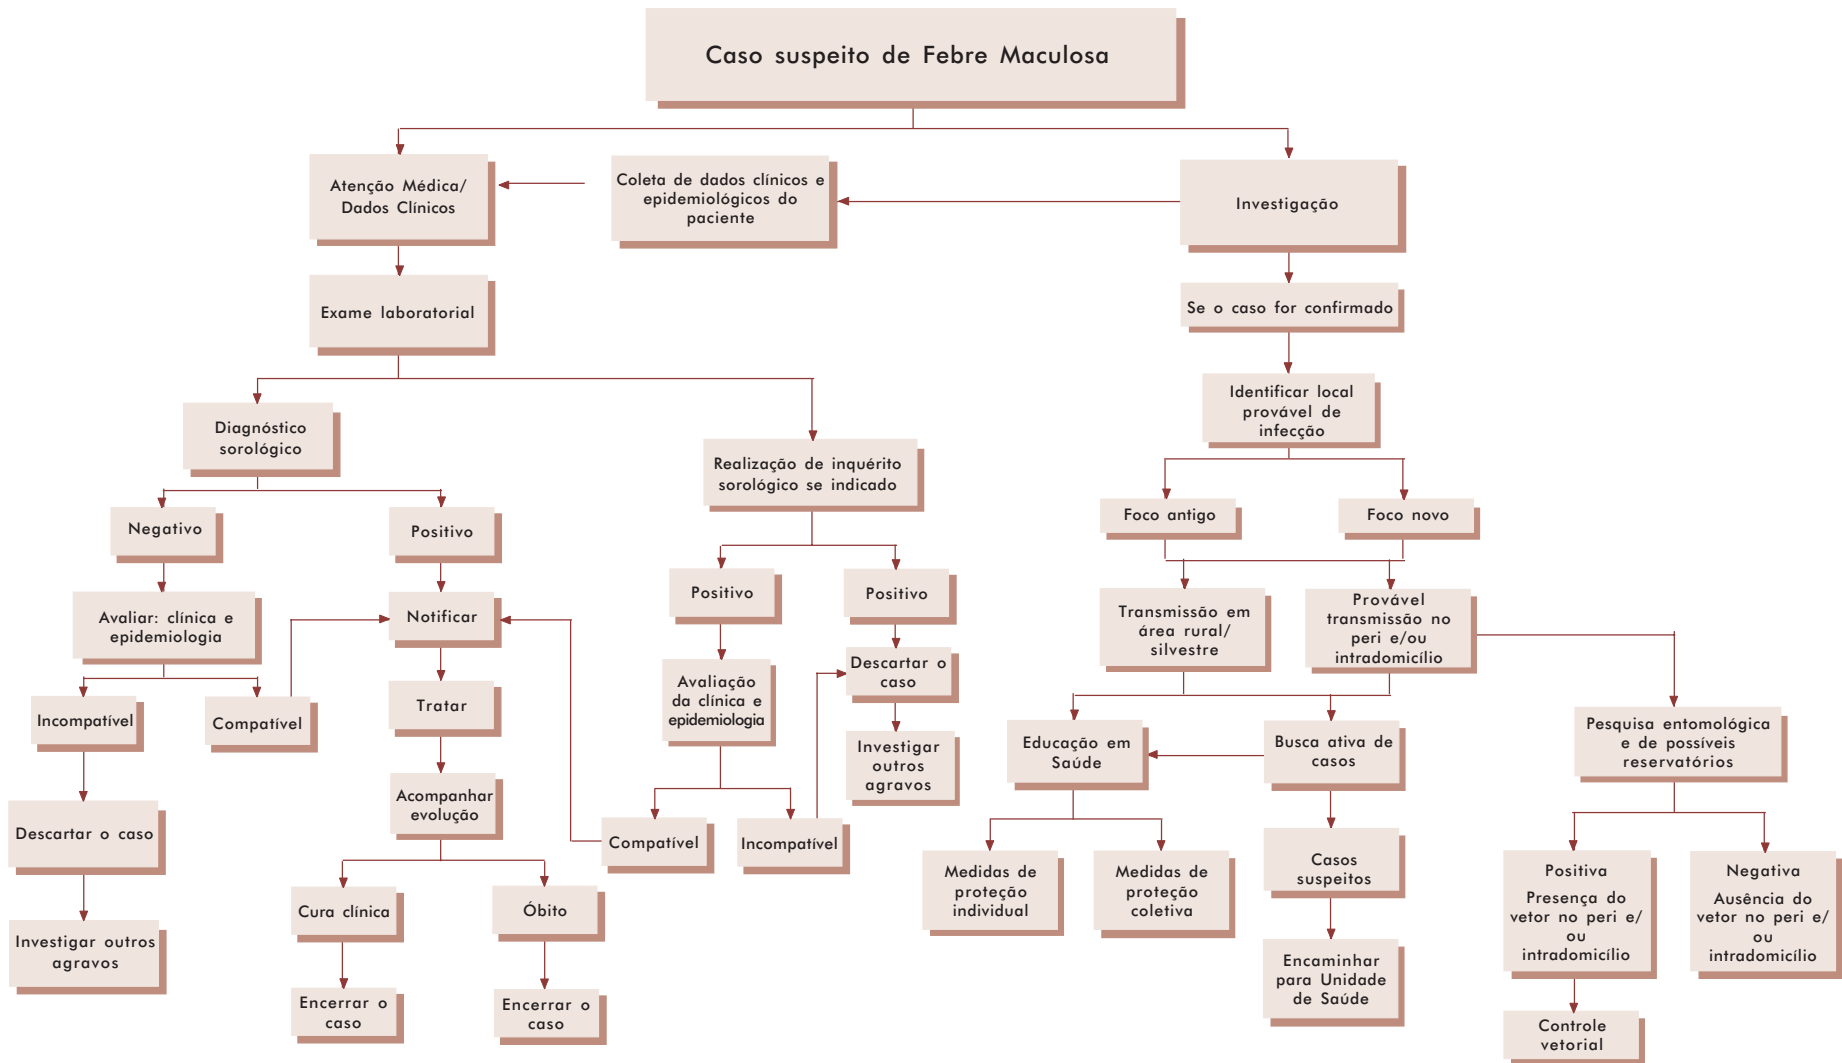 Caso suspeito de Febre Maculosa
Atenção Médica/
Dados Clínicos
Coleta de dados clínicos e
epidemiológicos do
paciente
Investigação
Exame laboratorial
Se o caso for confirmado
Identificar local
provável de
infecção
Diagnóstico
sorológico
Realização de inquérito
sorológico se indicado
Negativo
Positivo
Foco antigo
Foco novo
Avaliar: clínica e
epidemiologia
Notificar
Positivo
Positivo
Transmissão em
área rural/
silvestre
Provável
transmissão no
peri e/ou
intradomicílio
Incompatível
Compatível
Tratar
Avaliação
da clínica e
epidemiologia
Descartar o
caso
Investigar
outros
agravos
Educação em
Saúde
Busca ativa de
casos
Pesquisa entomológica
e de possíveis
reservatórios
Descartar o caso
Acompanhar
evolução
Compatível
Incompatível
Medidas de
proteção
individual
Medidas de
proteção
coletiva
Casos
suspeitos
Positiva
Presença do
vetor no peri e/
ou
intradomicílio
Negativa
Ausência do
vetor no peri e/
ou
intradomicílio
Investigar outros
agravos
Cura clínica
Óbito
Encerrar o
caso
Encerrar o
caso
Encaminhar
para Unidade
de Saúde
Controle
vetorial